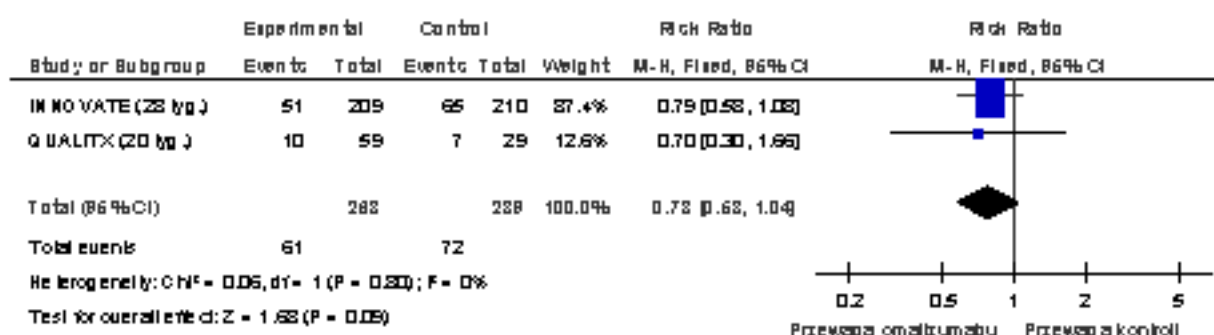 Experimental Control Risk Ratio Risk Ratio
Study or Subgroup Events Total Events Total Weight M-H, Fixed, 95% CI M-H, Fixed, 95% CI
INNOVATE (28 tyg.) 51 209 65 210 87.4% 0.79 [0.58, 1.08]
QUALITX (20 tyg.) 10 59 7 29 12.6% 0.70 [0.30, 1.66]
Total (95% CI) 268 239 100.0% 0.78 [0.58, 1.04]
Total events 61 72
Heterogeneity: Chi² = 0.06, df = 1 (P = 0.80); I² = 0%
Test for overall effect: Z = 1.68 (P = 0.09)
0.2 0.5 1 2 5
Przewaga omalizumabu Przewaga kontroli